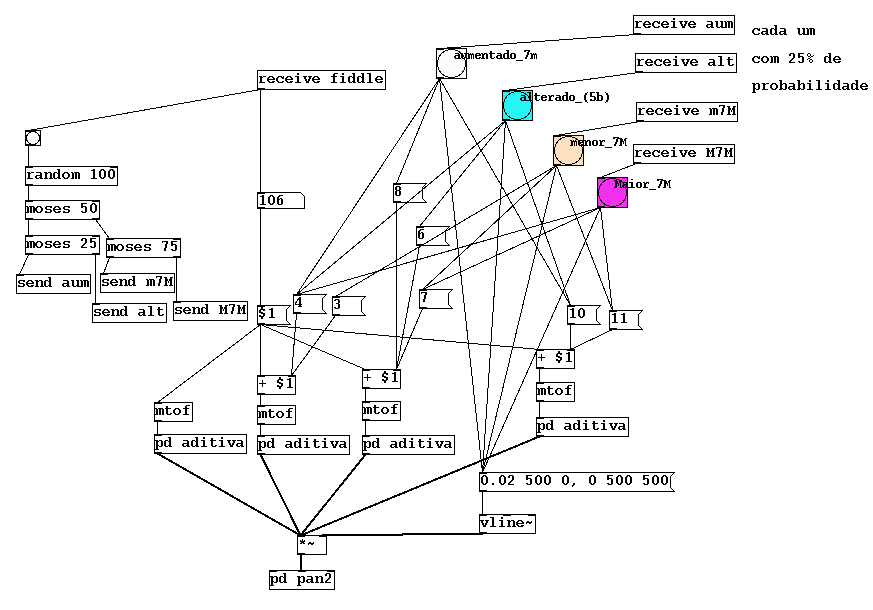 receive aum
cada um
aumentado_7m
receive alt
com 25% de
receive fiddle
probabilidade
alterado_(5b)
receive m7M
menor_7M
receive M7M
random 100
Maior_7M
106
8
moses 50
6
moses 25
moses 75
send aum
send m7M
4
3
7
send alt
send M7M
$1
10
11
+ $1
+ $1
+ $1
mtof
mtof
mtof
mtof
pd aditiva
pd aditiva
pd aditiva
pd aditiva
0.02 500 0, 0 500 500
vline~
*~
pd pan2